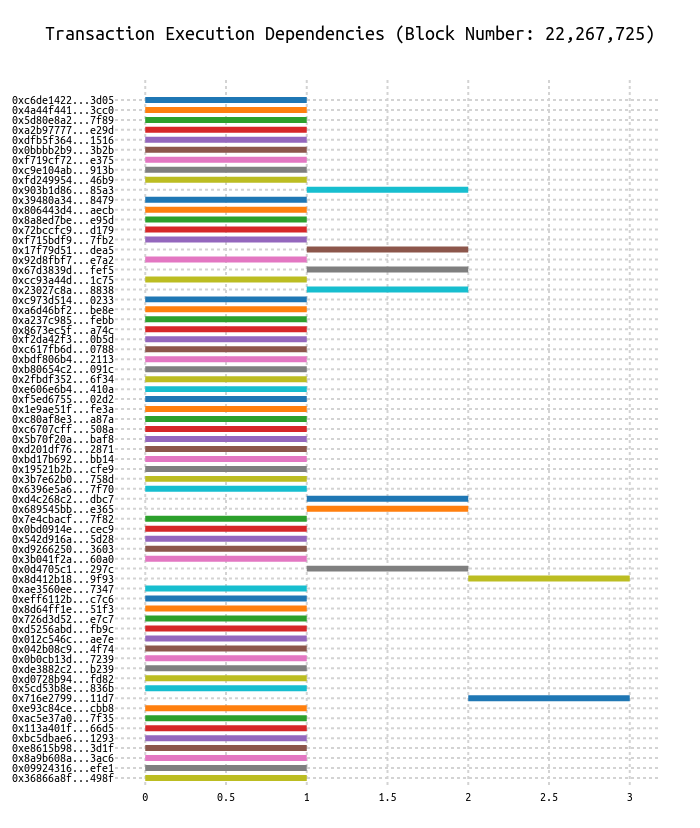 Transaction Execution Dependencies (Block Number: 22,267,725)
0xc6de1422...3d05
0x4a44f441...3cc0
0x5d80e8a2...7f89
0xa2b97777...e29d
0xdfb5f364...1516
0x0bbbb2b9...3b2b
0xf719cf72...e375
0xc9e104ab...913b
0xfd249954...46b9
0x903b1d86...85a3
0x39480a34...8479
0x806443d4...aecb
0x8a8ed7be...e95d
0x72bccfc9...d179
0xf715bdf9...7fb2
0x17f79d51...dea5
0x92d8fbf7...e7a2
0x67d3839d...fef5
0xcc93a44d...1c75
0x23027c8a...8838
0xc973d514...0233
0xa6d46bf2...be8e
0xa237c985...febb
0x8673ec5f...a74c
0xf2da42f3...0b5d
0xc617fb6d...0788
0xbdf806b4...2113
0xb80654c2...091c
0x2fbdf352...6f34
0xe606e6b4...410a
0xf5ed6755...02d2
0x1e9ae51f...fe3a
0xc80af8e3...a87a
0xc6707cff...508a
0x5b70f20a...baf8
0xd201df76...2871
0xbd17b692...bb14
0x19521b2b...cfe9
0x3b7e62b0...758d
0x6396e5a6...7f70
0xd4c268c2...dbc7
0x689545bb...e365
0x7e4cbacf...7f82
0x0bd0914e...cec9
0x542d916a...5d28
0xd9266250...3603
0x3b041f2a...60a0
0x0d4705c1...297c
0x8d412b18...9f93
0xae3560ee...7347
0xeff6112b...c7c6
0x8d64ff1e...51f3
0x726d3d52...e7c7
0xd5256abd...fb9c
0x012c546c...ae7e
0x042b08c9...4f74
0x0b0cb13d...7239
0xde3882c2...b239
0xd0728b94...fd82
0x5cd53b8e...836b
0x716e2799...11d7
0xe93c84ce...cbb8
0xac5e37a0...7f35
0x113a401f...66d5
0xbc5dbae6...1293
0xe8615b98...3d1f
0x8a9b608a...3ac6
0x09924316...efe1
0x36866a8f...498f
0 0.5 1 1.5 2 2.5 3